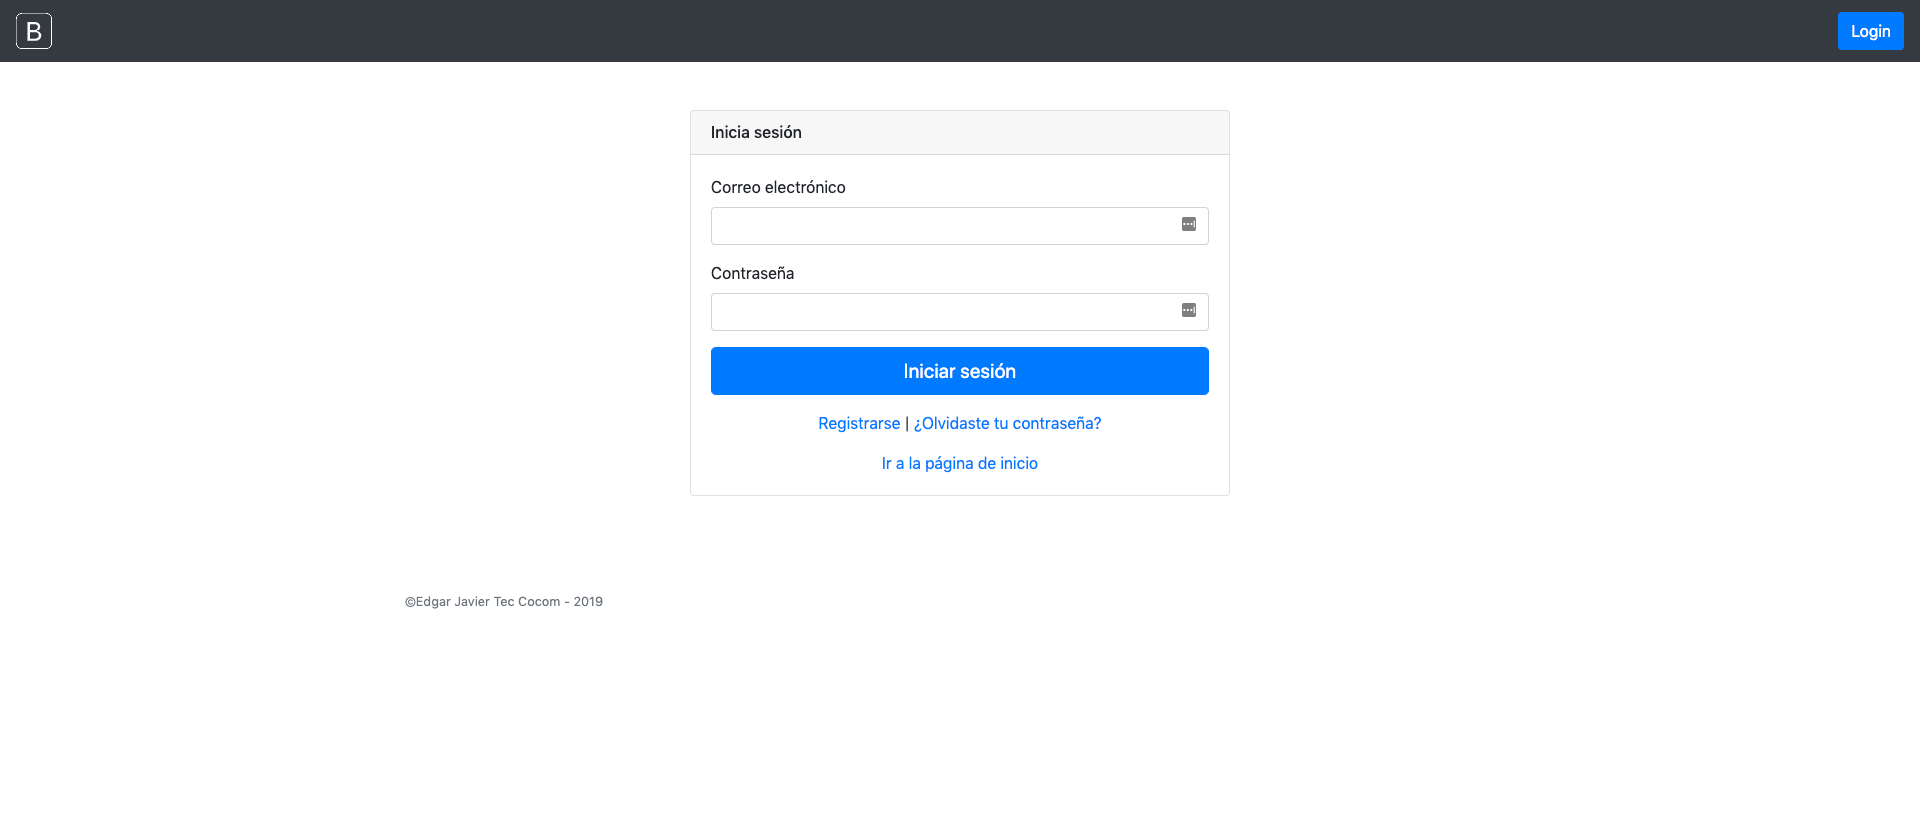 B
Login
Inicia sesión
Correo electrónico
Contraseña
Iniciar sesión
Registrarse | ¿Olvidaste tu contraseña?
Ir a la página de inicio
©Edgar Javier Tec Cocom - 2019